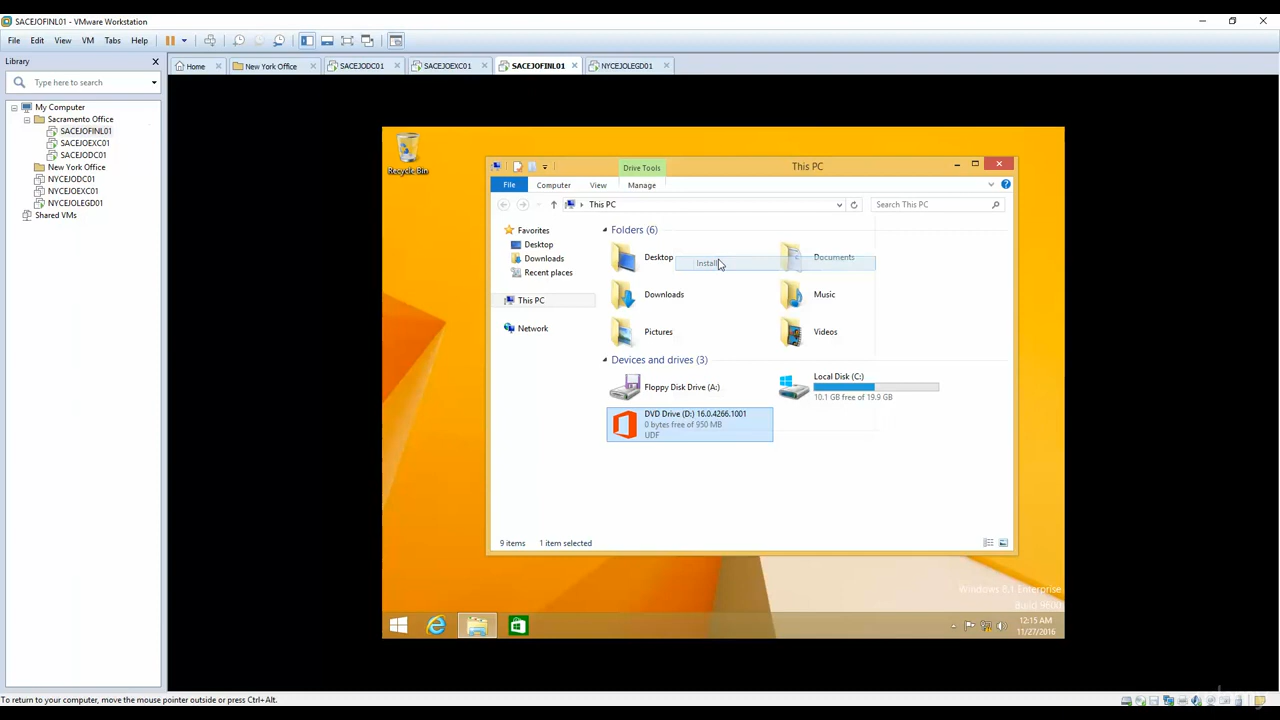 SACEJOFINL01 - VMware Workstation
File Edit View VM Tabs Help
Library
Type here to search
My Computer
Sacramento Office
SACEJOFINL01
SACEJOEXC01
SACEJODC01
New York Office
NYCEJODC01
NYCEJOEXC01
NYCEJOLEGD01
Shared VMs
Home New York Office SACEJODC01 SACEJOEXC01 SACEJOFINL01 NYCEJOLEGD01
Recycle Bin
Drive Tools
This PC
File Computer View Manage
This PC
Search This PC
Favorites
Desktop
Downloads
Recent places
This PC
Network
Folders (6)
Desktop
Install
Documents
Downloads
Music
Pictures
Videos
Devices and drives (3)
Floppy Disk Drive (A:)
Local Disk (C:)
10.1 GB free of 19.9 GB
DVD Drive (D:) 16.0.4266.1001
0 bytes free of 950 MB
UDF
9 items 1 item selected
Windows 8.1 Enterprise
Build 9600
12:15 AM
11/27/2016
To return to your computer, move the mouse pointer outside or press Ctrl+Alt.